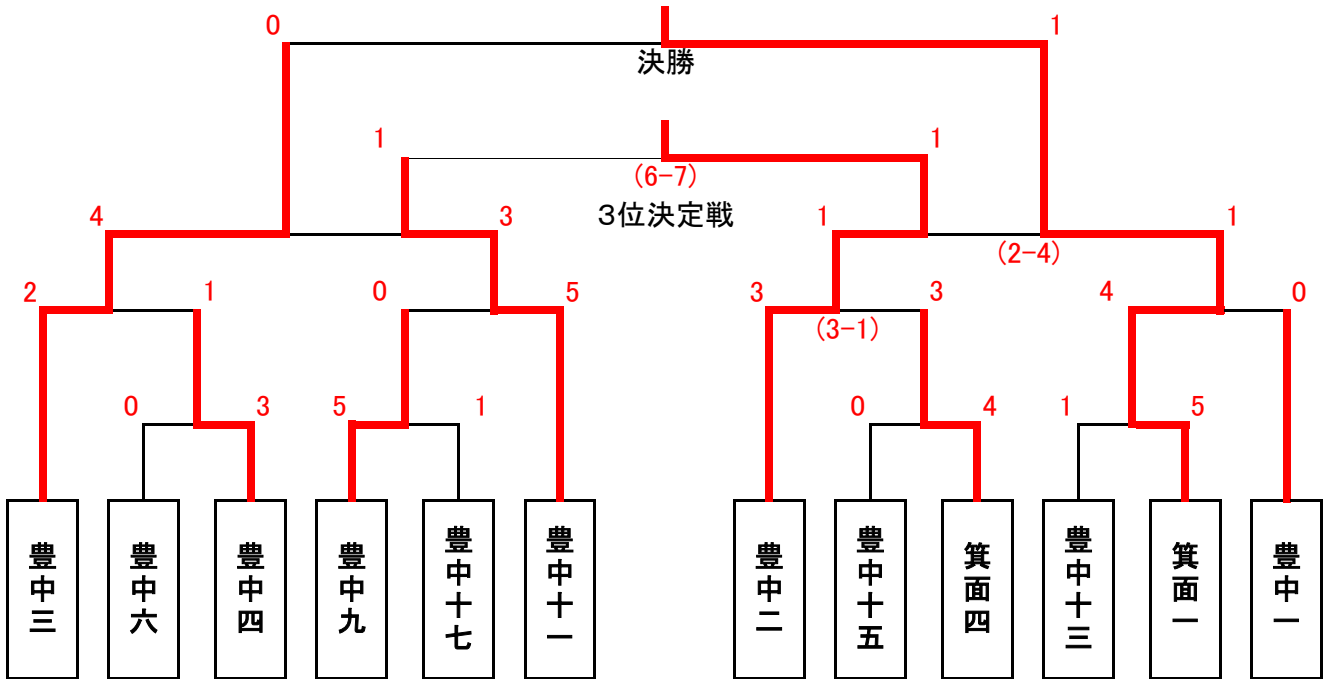 0 1
決勝
1 1
(6-7)
3位決定戦
4 3 1 1
(2-4)
2 1 0 5 3 3 4 0
(3-1)
0 3 5 1 0 4 1 5
豊中三
豊中六
豊中四
豊中九
豊中十七
豊中十一
豊中二
豊中十五
箕面四
豊中十三
箕面一
豊中一